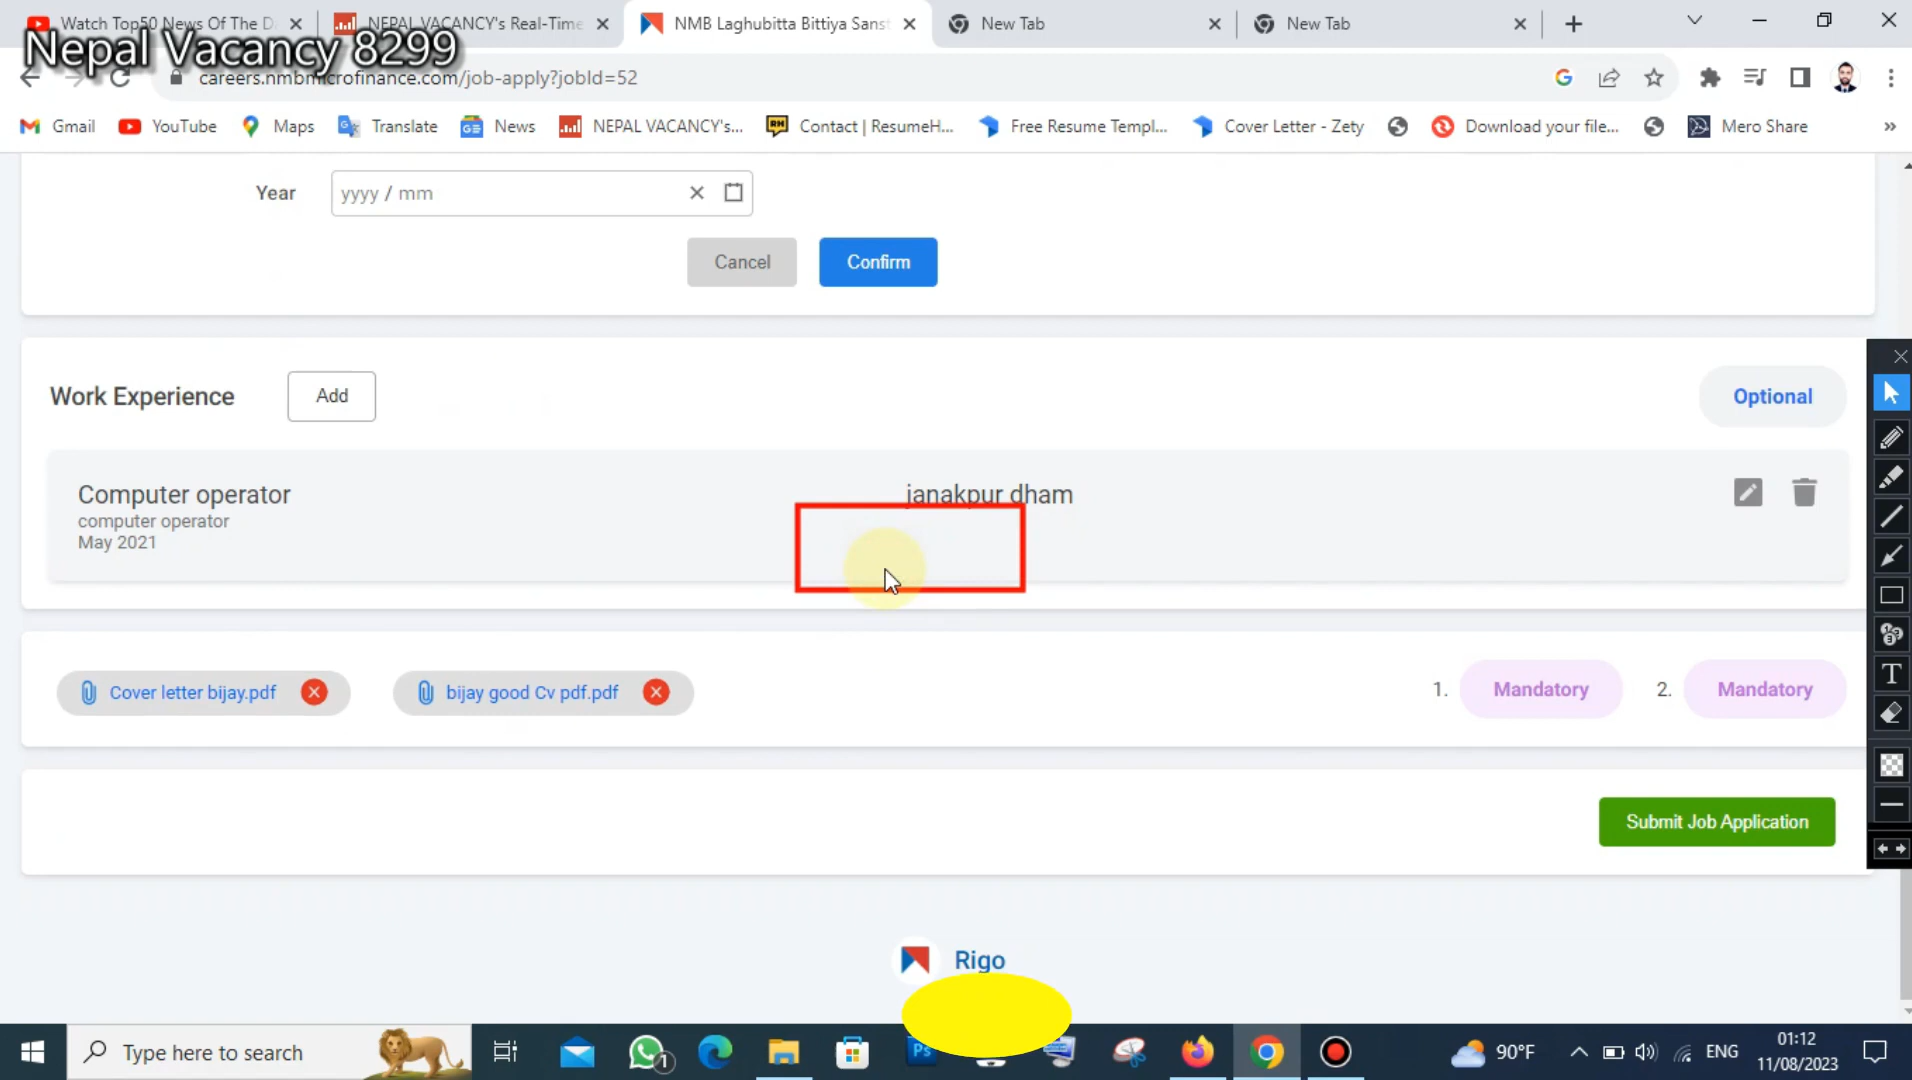 Watch Top50 News Of The D
NEPAL VACANCY's Real-Time
NMB Laghubitta Bittiya Sanst
New Tab
New Tab
Nepal Vacancy 8299
careers.nmbmicrofinance.com/job-apply?jobId=52
Gmail
YouTube
Maps
Translate
News
NEPAL VACANCY's...
Contact | ResumeH...
Free Resume Templ...
Cover Letter - Zety
Download your file...
Mero Share
Year
yyyy / mm
Cancel
Confirm
Work Experience
Add
Optional
Computer operator
janakpur dham
computer operator
May 2021
Cover letter bijay.pdf
bijay good Cv pdf.pdf
1. Mandatory
2. Mandatory
Submit Job Application
Rigo
Type here to search
1
Ps
90°F
ENG
01:12
11/08/2023